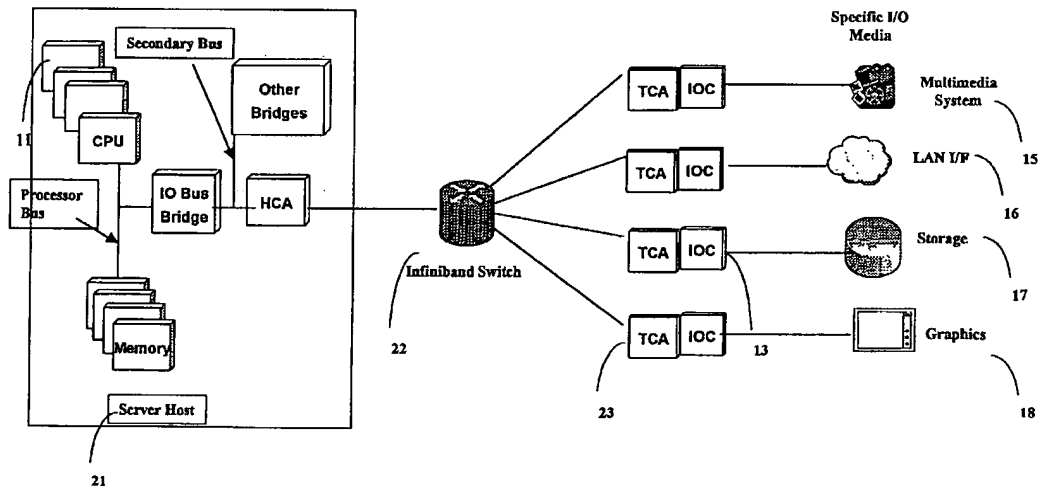 Specific I/O
Media
Secondary Bus
Other
Bridges
TCA IOC
Multimedia
System
11
CPU
15
LAN I/F
TCA IOC
Processor
Bus
IO Bus
Bridge
HCA
16
Storage
TCA IOC
Infiniband Switch
17
Memory
22
TCA IOC
13
Graphics
23
18
Server Host
21